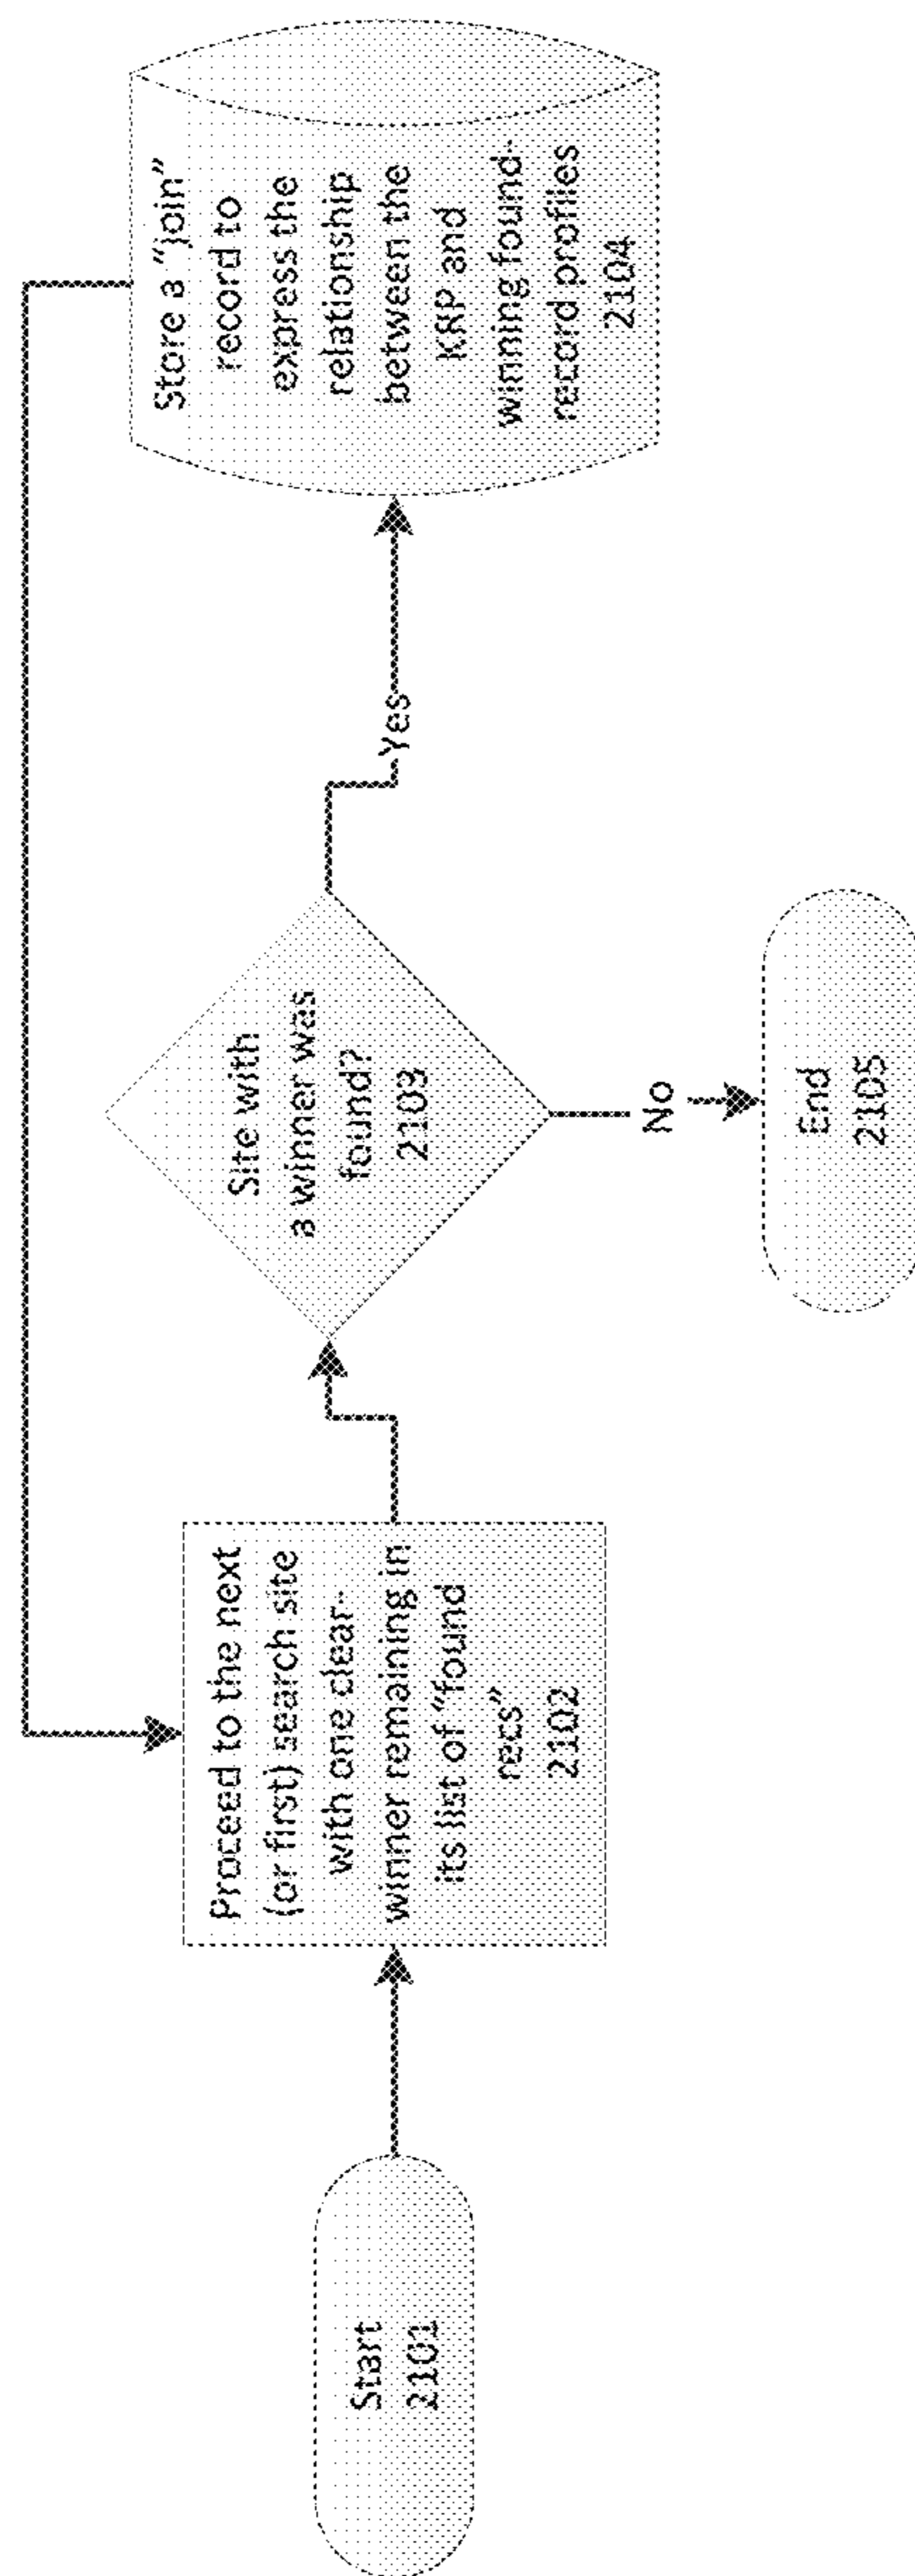 Start
2101
Proceed to the next
(or first) search site
with one clear-
winner remaining in
its list of “found
recs”
2102
Site with
a winner was
found?
2103
Yes
No
Store a “join”
record to
express the
relationship
between the
KRP and
winning found-
record profiles
2104
End
2105